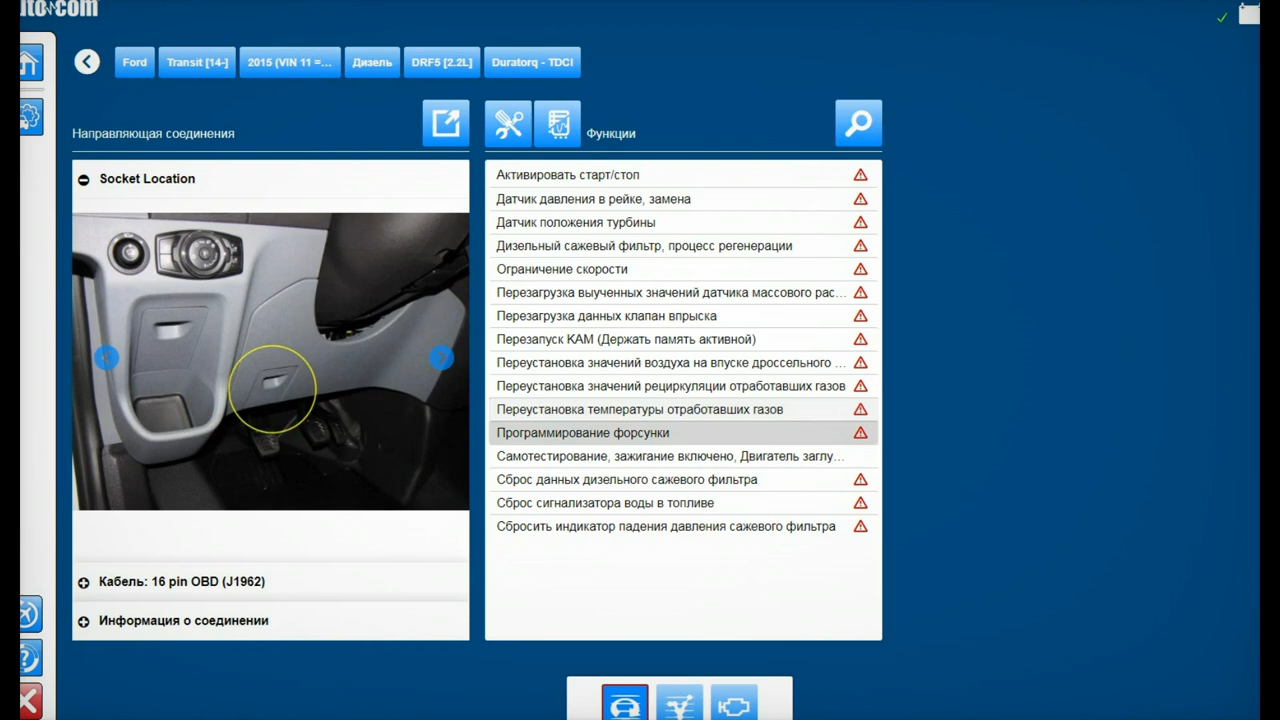 Ford
Transit [14-]
2015 (VIN 11 =...
Дизель
DRF5 [2.2L]
Duratorq - TDCI
Направляющая соединения
Функции
Socket Location
Активировать старт/стоп
Датчик давления в рейке, замена
Датчик положения турбины
Дизельный сажевый фильтр, процесс регенерации
Ограничение скорости
Перезагрузка выученных значений датчика массового рас...
Перезагрузка данных клапан впрыска
Перезапуск KAM (Держать память активной)
Переустановка значений воздуха на впуске дроссельного ...
Переустановка значений рециркуляции отработавших газов
Переустановка температуры отработавших газов
Программирование форсунки
Самотестирование, зажигание включено, Двигатель заглу...
Сброс данных дизельного сажевого фильтра
Сброс сигнализатора воды в топливе
Сбросить индикатор падения давления сажевого фильтра
Кабель: 16 pin OBD (J1962)
Информация о соединении